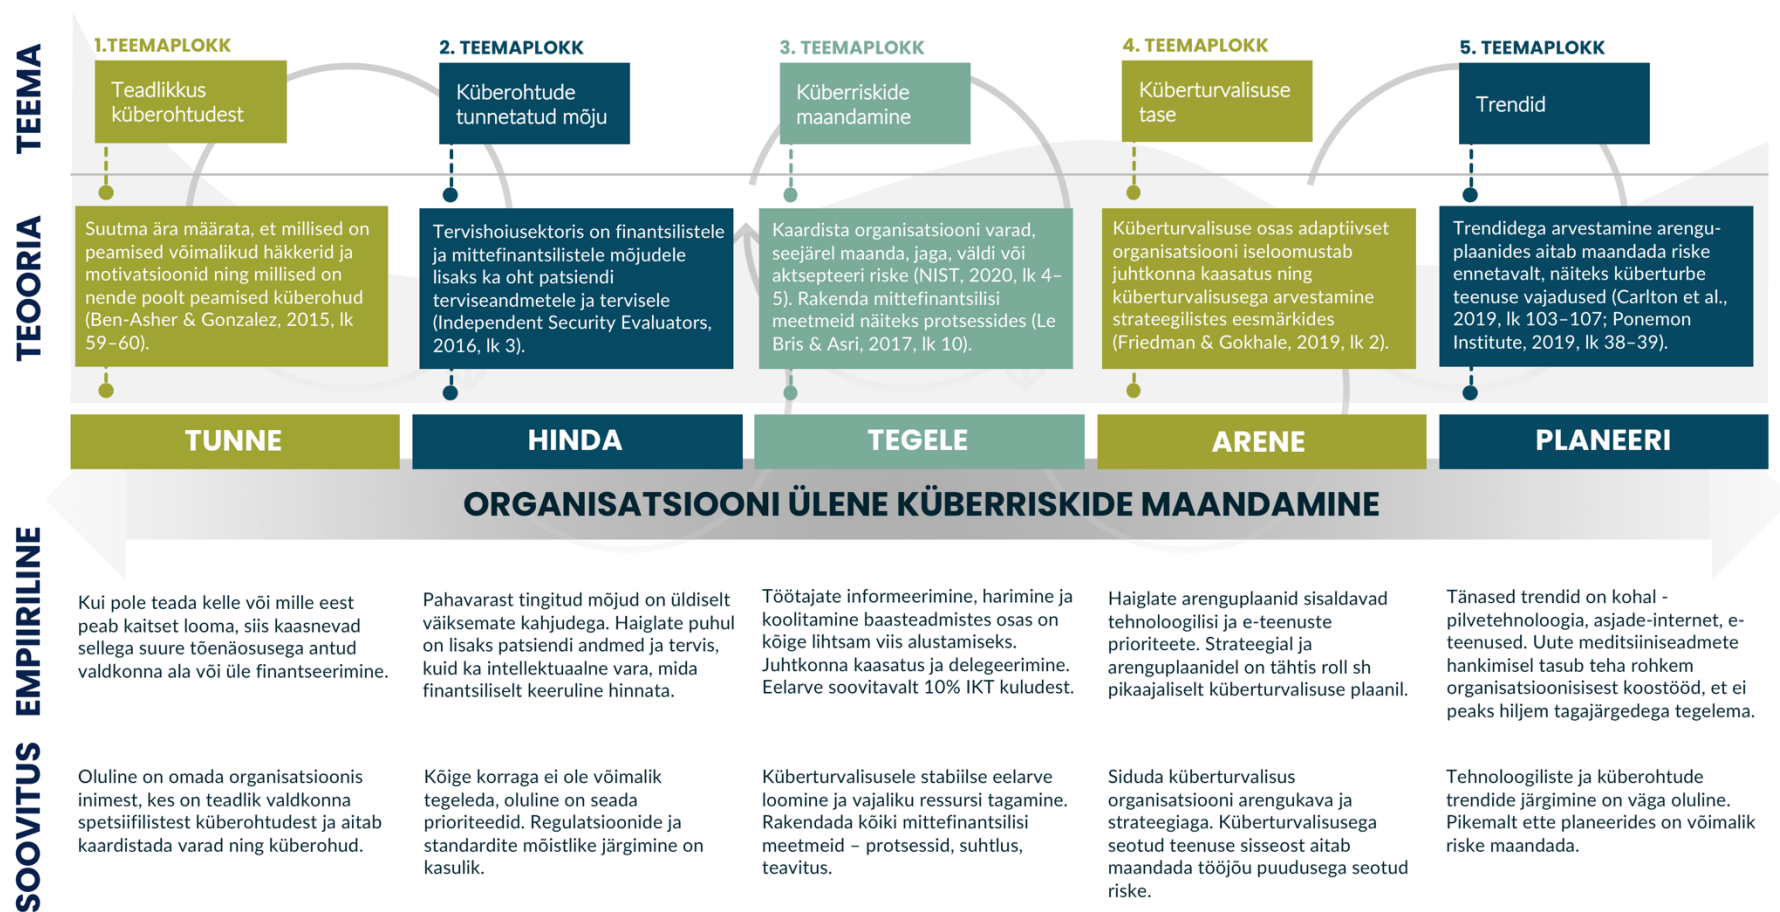 TEEMA
1.TEEMAPLOKK
Teadlikkus
küberohtudest
2. TEEMAPLOKK
Küberohtude
tunnetatud mõju
3. TEEMAPLOKK
Küberriskide
maandamine
4. TEEMAPLOKK
Küberturvalisuse
tase
5. TEEMAPLOKK
Trendid
TEOORIA
Suutma ära määrata, et millised on
peamised võimalikud häkkerid ja
motivatsioonid ning millised on
nende poolt peamised küberohud
(Ben-Asher & Gonzalez, 2015, lk
59–60).
Tervishoiusektoris on finantsilistele
ja mittefinantsilistele mõjudele
lisaks ka oht patsiendi
terviseandmetele ja tervisele
(Independent Security Evaluators,
2016, lk 3).
Kaardista organisatsiooni varad,
seejärel maanda, jaga, väldi või
aktsepteeri riske (NIST, 2020, lk 4–
5). Rakenda mittefinantsilisi
meetmeid näiteks protsessides (Le
Bris & Asri, 2017, lk 10).
Küberturvalisuse osas adaptiivset
organisatsiooni iseloomustab
juhtkonna kaasatus ning
küberturvalisusega arvestamine
strateegilistes eesmärkides
(Friedman & Gokhale, 2019, lk 2).
Trendidega arvestamine arengu-
plaanides aitab maandada riske
ennetavalt, näiteks küberturbe
teenuse vajadused (Carlton et al.,
2019, lk 103–107; Ponemon
Institute, 2019, lk 38–39).
TUNNE
HINDA
TEGELE
ARENE
PLANEERI
ORGANISATSIOONI ÜLENE KÜBERRISKIDE MAANDAMINE
EMPIIRILINE
Kui pole teada kelle või mille eest
peab kaitset looma, siis kaasnevad
sellega suure tõenäosusega antud
valdkonna ala või üle finantseerimine.
Pahavarast tingitud mõjud on üldiselt
väiksemate kahjudega. Haiglate puhul
on lisaks patsiendi andmed ja tervis,
kuid ka intellektuaalne vara, mida
finantsiliselt keeruline hinnata.
Töötajate informeerimine, harimine ja
koolitamine baasteadmistes osas on
kõige lihtsam viis alustamiseks.
Juhtkonna kaasatus ja delegeerimine.
Eelarve soovitavalt 10% IKT kuludest.
Haiglate arenguplaanid sisaldavad
tehnoloogilisi ja e-teenuste
prioriteete. Strateegial ja
arenguplaanidel on tähtis roll sh
pikaajaliselt küberturvalisuse plaanil.
Tänased trendid on kohal -
pilvetehnoloogia, asjade-internet, e-
teenused. Uute meditsiiniseadmete
hankimisel tasub teha rohkem
organisatsioonisisest koostööd, et ei
peaks hiljem tagajärgedega tegelema.
SOOVITUS
Oluline on omada organisatsioonis
inimest, kes on teadlik valdkonna
spetsiifilistest küberohtudest ja aitab
kaardistada varad ning küberohud.
Kõige korraga ei ole võimalik
tegeleda, oluline on seada
prioriteedid. Regulatsioonide ja
standardite mõistlike järgimine on
kasulik.
Küberturvalisusele stabiilse eelarve
loomine ja vajaliku ressursi tagamine.
Rakendada kõiki mittefinantsilisi
meetmeid – protsessid, suhtlus,
teavitus.
Siduda küberturvalisus
organisatsiooni arengukava ja
strateegiaga. Küberturvalisusega
seotud teenuse sisseost aitab
maandada tööjõu puudusega seotud
riske.
Tehnoloogiliste ja küberohtude
trendide järgimine on väga oluline.
Pikemalt ette planeerides on võimalik
riske maandada.